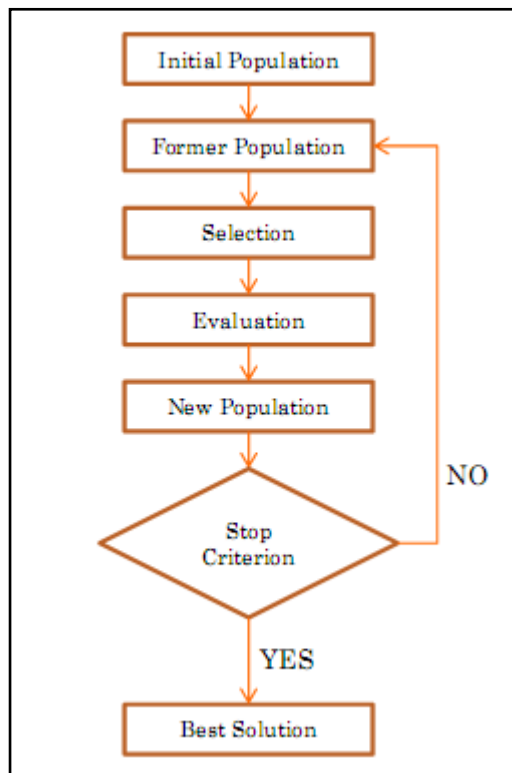 Initial Population
Former Population
Selection
Evaluation
New Population
Stop
Criterion
NO
YES
Best Solution